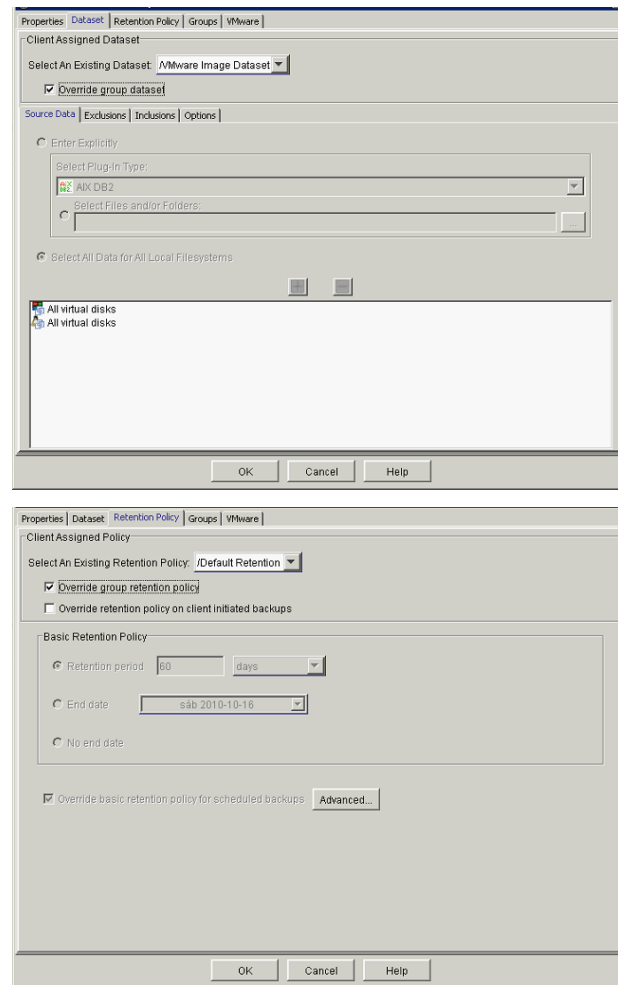 Properties Dataset Retention Policy Groups VMware
Client Assigned Dataset
Select An Existing Dataset: /VMware Image Dataset
Override group dataset
Source Data Exclusions Inclusions Options
Enter Explicitly
Select Plug-In Type:
AIX DB2 AIX DB2
Select Files and/or Folders:
...
Select All Data for All Local Filesystems
+ −
All virtual disks
All virtual disks
OK Cancel Help
Properties Dataset Retention Policy Groups VMware
Client Assigned Policy
Select An Existing Retention Policy: /Default Retention
Override group retention policy
Override retention policy on client initiated backups
Basic Retention Policy
Retention period 60 days
End date sáb 2010-10-16
No end date
Override basic retention policy for scheduled backups Advanced...
OK Cancel Help